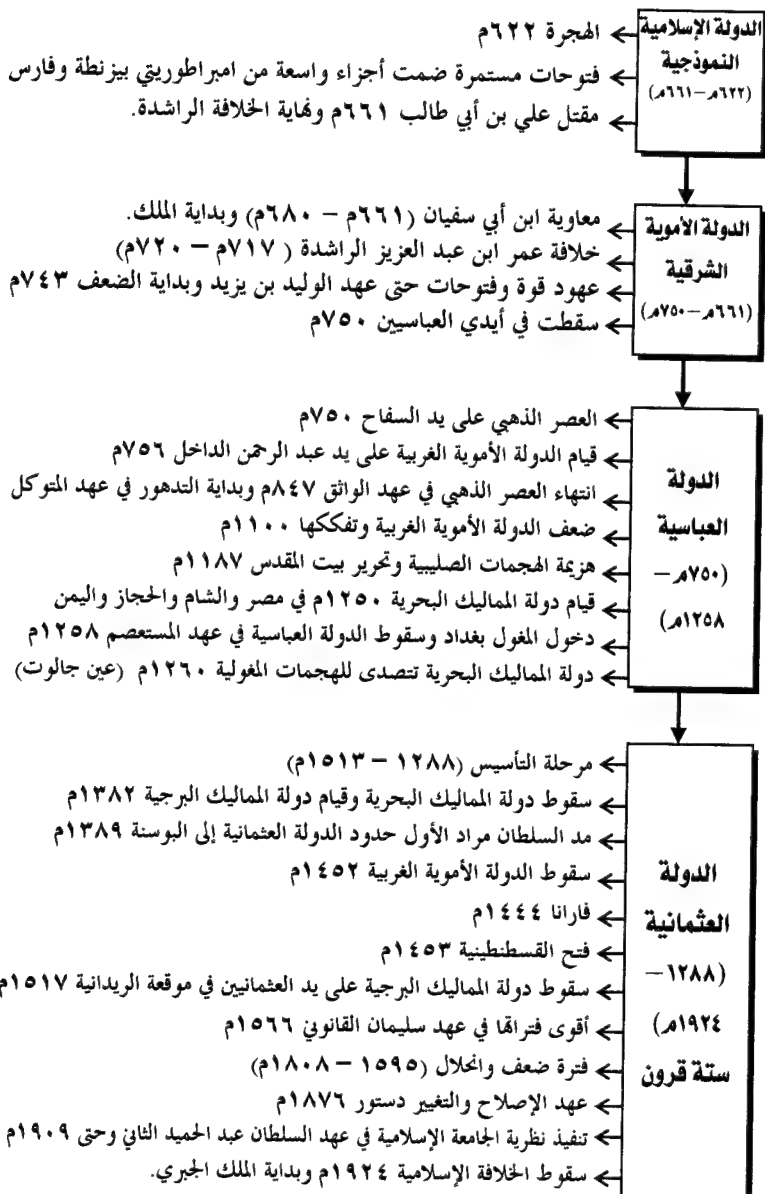 الدولة الإسلامية
النموذجية
(٦٢٢م–٦٦١م)
الهجرة ٦٢٢م
فتوحات مستمرة ضمت أجزاء واسعة من امبراطوريتي بيزنطة وفارس
مقتل علي بن أبي طالب ٦٦١م ونهاية الخلافة الراشدة.
الدولة الأموية
الشرقية
(٦٦١م–٧٥٠م)
معاوية ابن أبي سفيان (٦٦١م – ٦٨٠م) وبداية الملك.
خلافة عمر ابن عبد العزيز الراشدة ( ٧١٧م – ٧٢٠م)
عهود قوة وفتوحات حتى عهد الوليد بن يزيد وبداية الضعف ٧٤٣م
سقطت في أيدي العباسيين ٧٥٠م
الدولة
العباسية
(٧٥٠م–
١٢٥٨م)
العصر الذهبي على يد السفاح ٧٥٠م
قيام الدولة الأموية الغربية على يد عبد الرحمن الداخل ٧٥٦م
انتهاء العصر الذهبي في عهد الواثق ٨٤٧م وبداية التدهور في عهد المتوكل
ضعف الدولة الأموية الغربية وتفككها ١١٠٠م
هزيمة الهجمات الصليبية وتحرير بيت المقدس ١١٨٧م
قيام دولة المماليك البحرية ١٢٥٠م في مصر والشام والحجاز واليمن
دخول المغول بغداد وسقوط الدولة العباسية في عهد المستعصم ١٢٥٨م
دولة المماليك البحرية تتصدى للهجمات المغولية ١٢٦٠م (عين جالوت)
الدولة
العثمانية
(١٢٨٨–
١٩٢٤م)
ستة قرون
مرحلة التأسيس (١٢٨٨ – ١٥١٣م)
سقوط دولة المماليك البحرية وقيام دولة المماليك البرجية ١٣٨٢م
مد السلطان مراد الأول حدود الدولة العثمانية إلى البوسنة ١٣٨٩م
سقوط الدولة الأموية الغربية ١٤٥٢م
فارانا ١٤٤٤م
فتح القسطنطينية ١٤٥٣م
سقوط دولة المماليك البرجية على يد العثمانيين في موقعة الريدانية ١٥١٧م
أقوى فتراتها في عهد سليمان القانوني ١٥٦٦م
فترة ضعف وانحلال (١٥٩٥ – ١٨٠٨م)
عهد الإصلاح والتغيير دستور ١٨٧٦م
تنفيذ نظرية الجامعة الإسلامية في عهد السلطان عبد الحميد الثاني وحتى ١٩٠٩م
سقوط الخلافة الإسلامية ١٩٢٤م وبداية الملك الجبري.